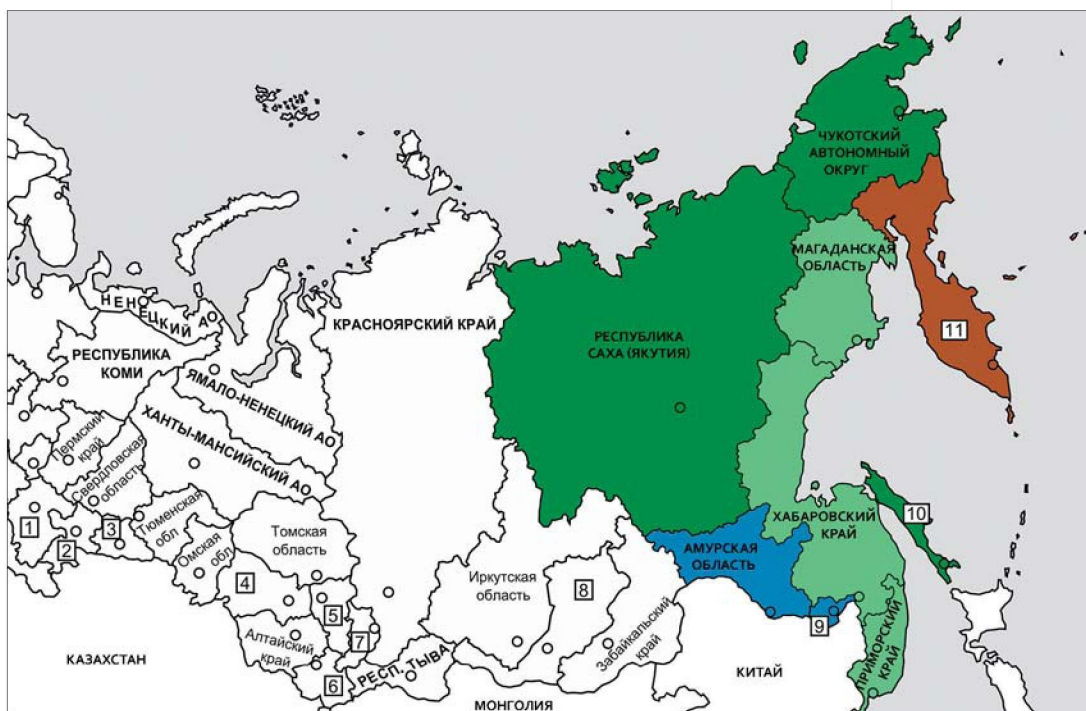 ЧУКОТСКИЙ
АВТОНОМНЫЙ
ОКРУГ
МАГАДАНСКАЯ
ОБЛАСТЬ
НЕНЕЦКИЙ АО
КРАСНОЯРСКИЙ КРАЙ
РЕСПУБЛИКА
САХА (ЯКУТИЯ)
11
РЕСПУБЛИКА
КОМИ
ЯМАЛО-НЕНЕЦКИЙ АО
ХАНТЫ-МАНСИЙСКИЙ АО
Пермский
край
Свердловская
область
1
2
3
Тюменская
обл
Омская обл.
Томская
область
4
5
Алтайский
край
6
7
РЕСП. ТЫВА
Иркутская
область
8
Забайкальский
край
АМУРСКАЯ
ОБЛАСТЬ
ХАБАРОВСКИЙ
КРАЙ
10
9
ПРИМОРСКИЙ
КРАЙ
КАЗАХСТАН
МОНГОЛИЯ
КИТАЙ